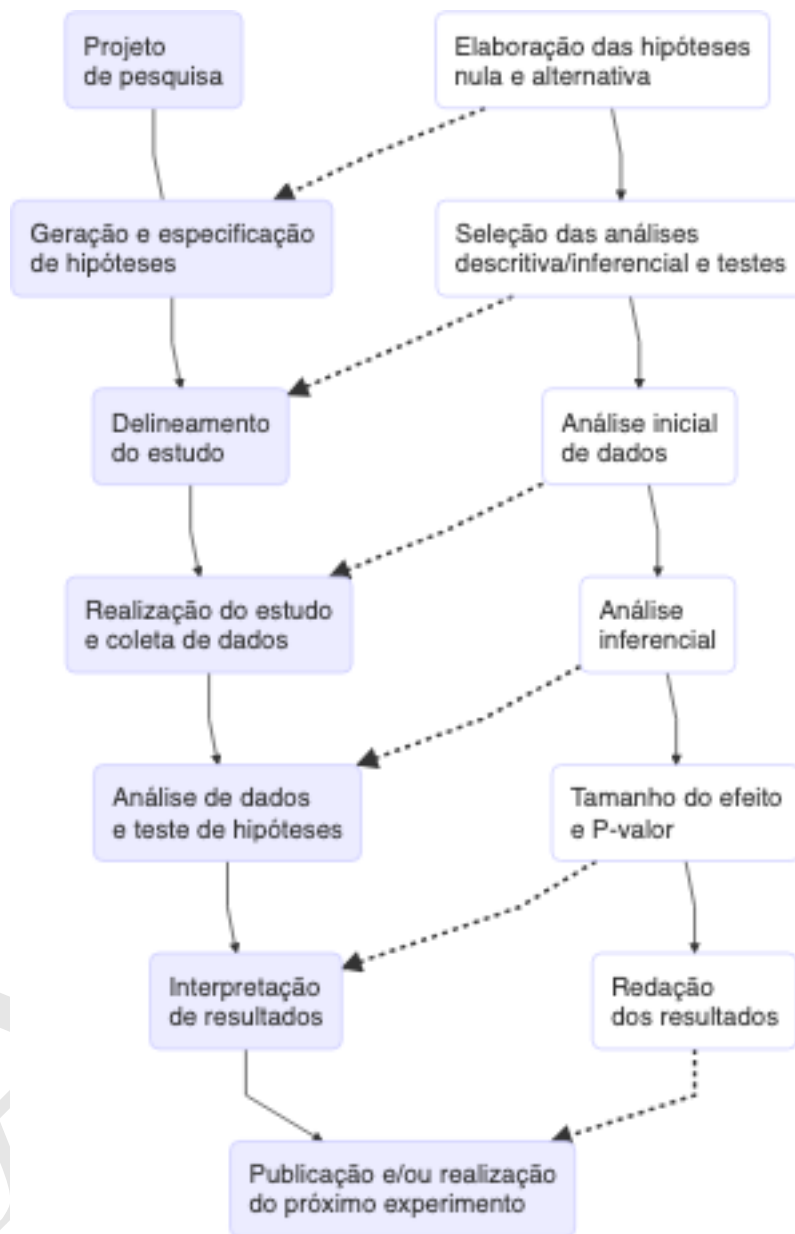 Projeto
de pesquisa
Elaboração das hipóteses
nula e alternativa
Geração e especificação
de hipóteses
Seleção das análises
descritiva/inferencial e testes
Delineamento
do estudo
Análise inicial
de dados
Realização do estudo
e coleta de dados
Análise
inferencial
Análise de dados
e teste de hipóteses
Tamanho do efeito
e P-valor
Interpretação
de resultados
Redação
dos resultados
Publicação e/ou realização
do próximo experimento